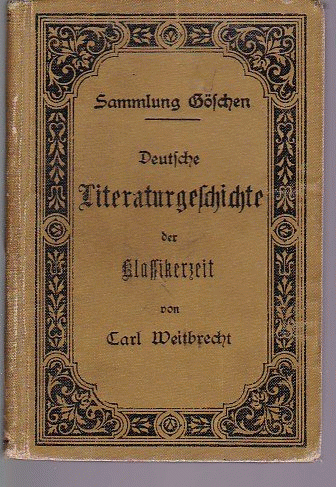 Sammlung Göschen
Deutsche
Literaturgeschichte
der
Klassikerzeit
von
Carl Weitbrecht